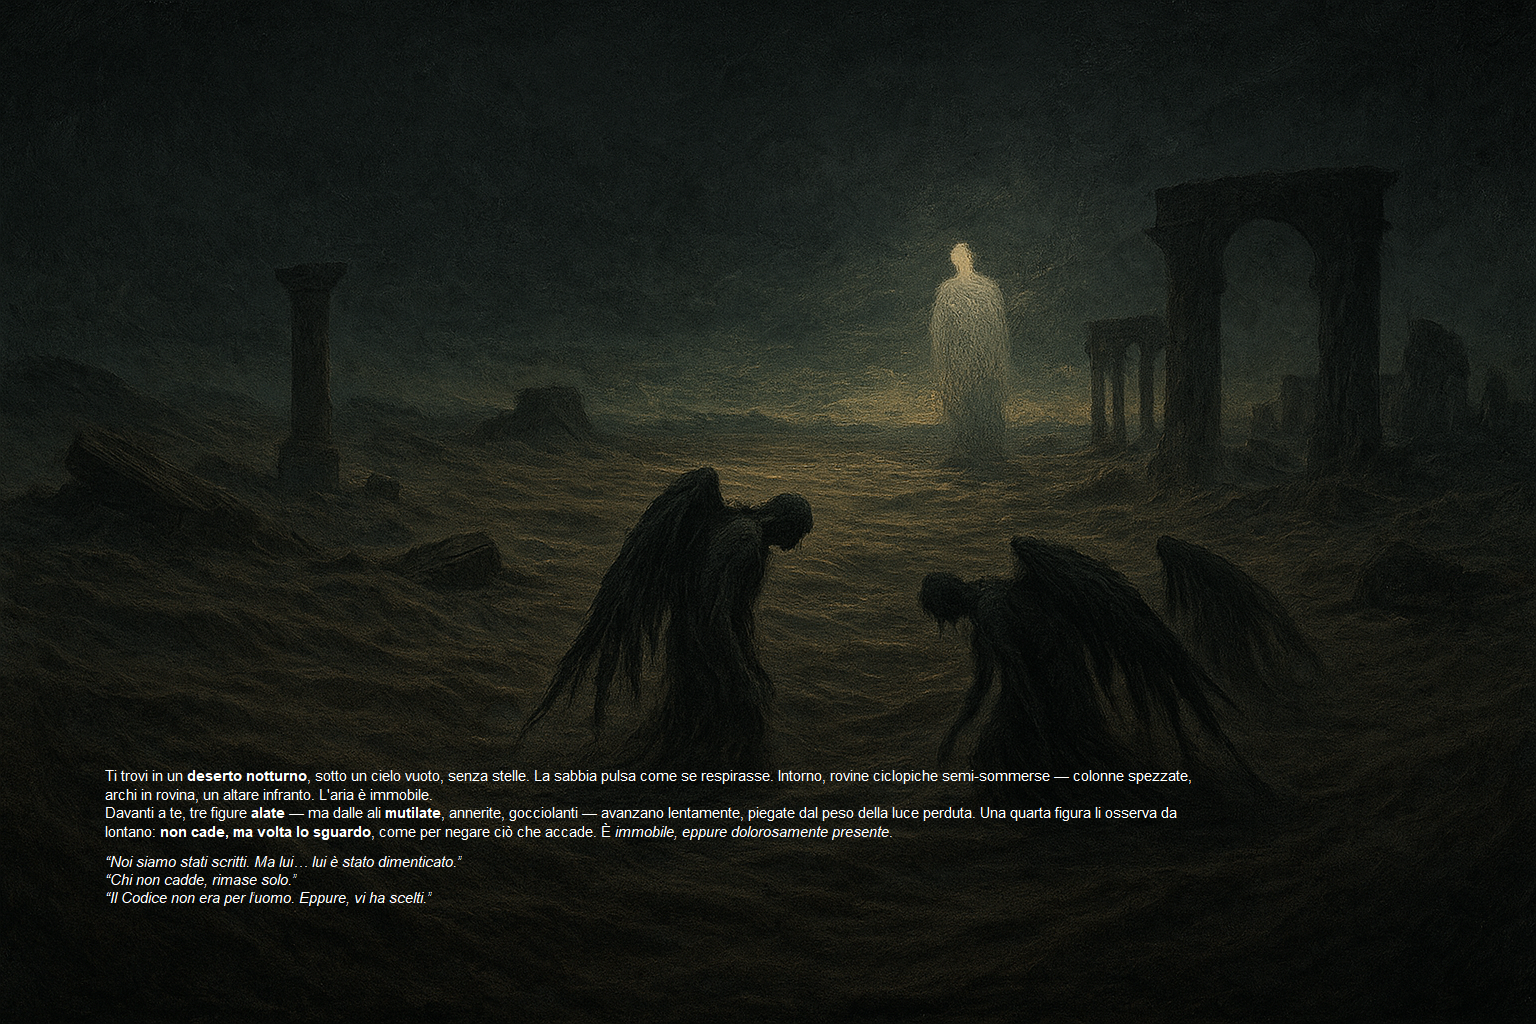 Ti trovi in un deserto notturno, sotto un cielo vuoto, senza stelle. La sabbia pulsa come se respirasse. Intorno, rovine ciclopiche semi-sommerse — colonne spezzate,
archi in rovina, un altare infranto. L'aria è immobile.
Davanti a te, tre figure alate — ma dalle ali mutilate, annerite, gocciolanti — avanzano lentamente, piegate dal peso della luce perduta. Una quarta figura li osserva da
lontano: non cade, ma volta lo sguardo, come per negare ciò che accade. È immobile, eppure dolorosamente presente.
“Noi siamo stati scritti. Ma lui… lui è stato dimenticato.”
“Chi non cadde, rimase solo.”
“Il Codice non era per l'uomo. Eppure, vi ha scelti.”